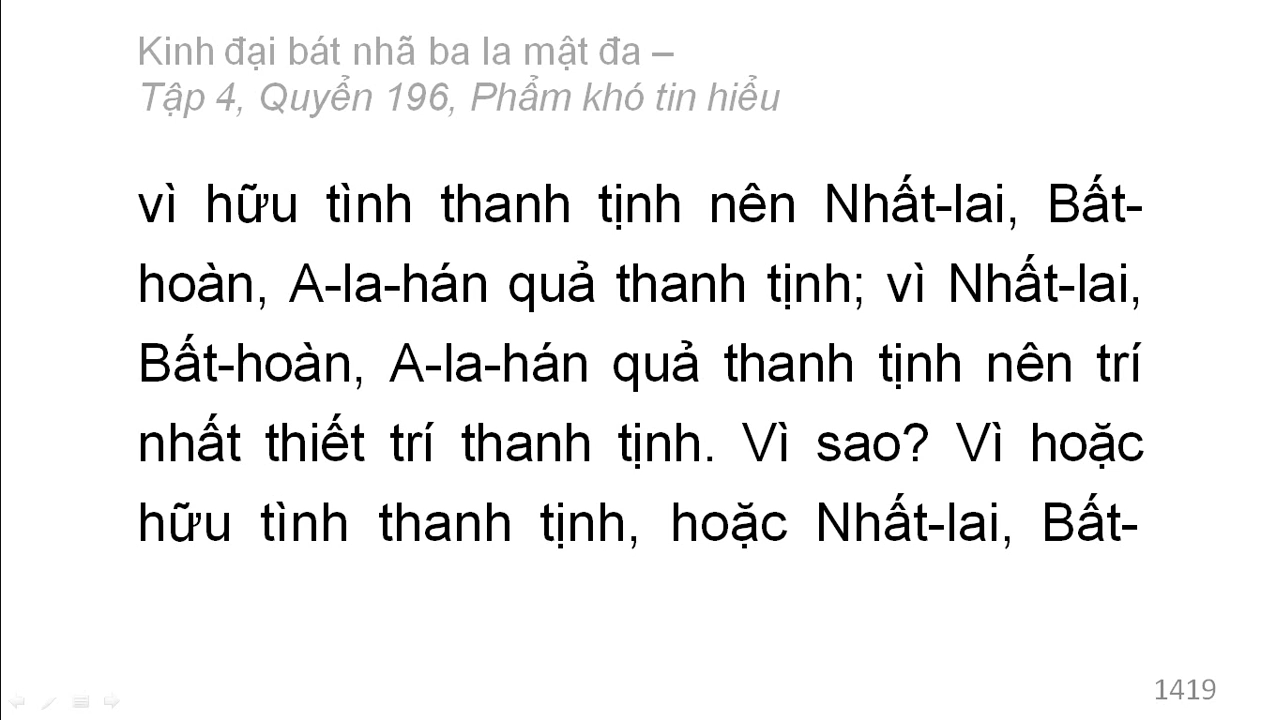 Kinh đại bát nhã ba la mật đa –
Tập 4, Quyển 196, Phẩm khó tin hiểu
vì hữu tình thanh tịnh nên Nhất-lai, Bất-
hoàn, A-la-hán quả thanh tịnh; vì Nhất-lai,
Bất-hoàn, A-la-hán quả thanh tịnh nên trí
nhất thiết trí thanh tịnh. Vì sao? Vì hoặc
hữu tình thanh tịnh, hoặc Nhất-lai, Bất-
1419